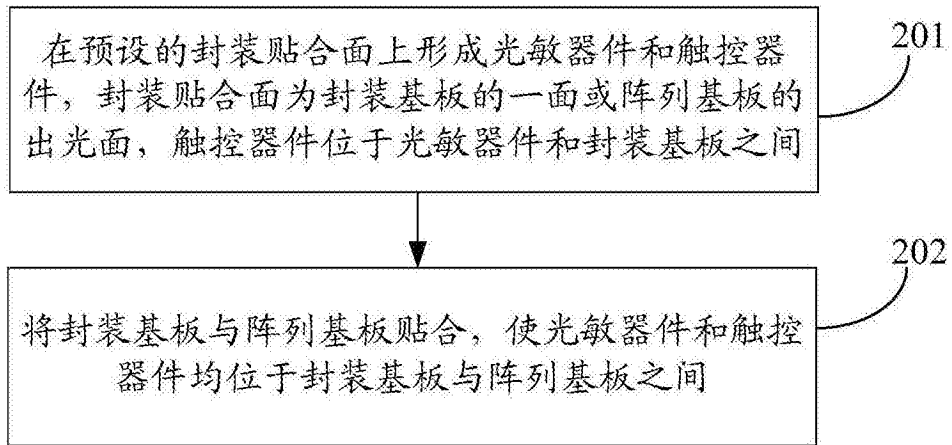 在预设的封装贴合面上形成光敏器件和触控器
件，封装贴合面为封装基板的一面或阵列基板的
出光面，触控器件位于光敏器件和封装基板之间
201
将封装基板与阵列基板贴合，使光敏器件和触控
器件均位于封装基板与阵列基板之间
202